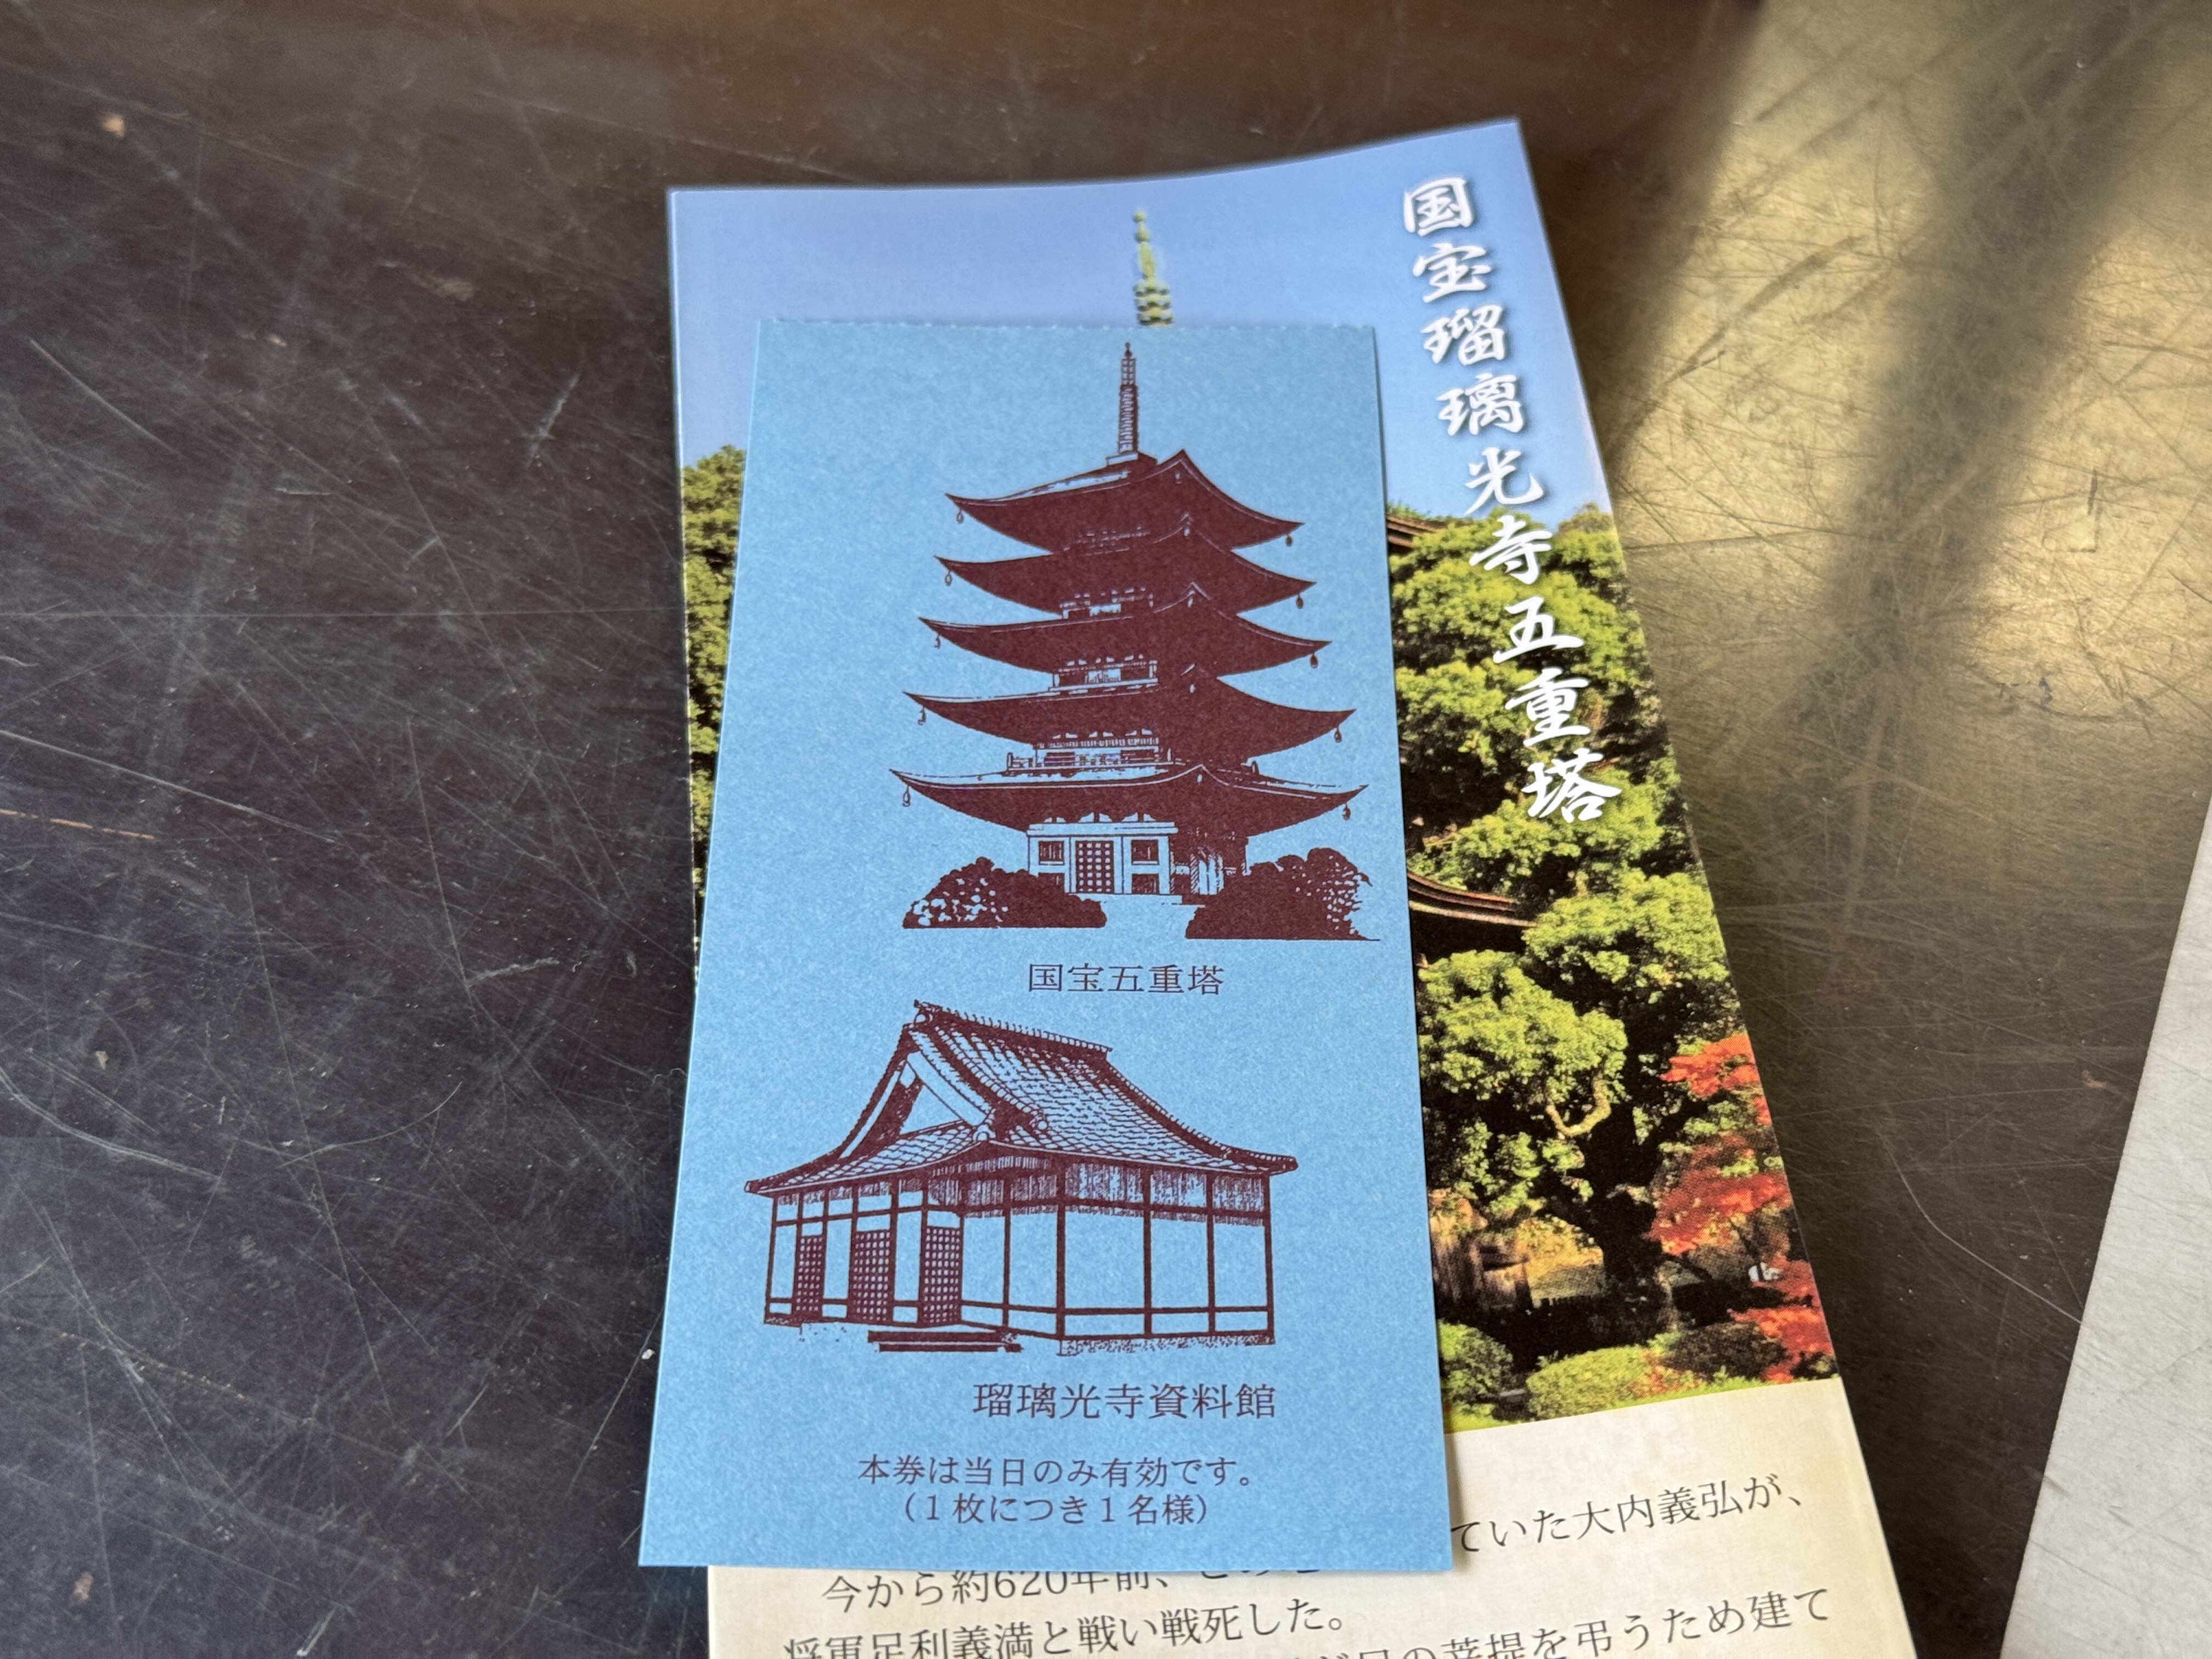 国宝瑠璃光寺五重塔
国宝五重塔
瑠璃光寺資料館
本券は当日のみ有効です。
（1枚につき1名様）
ていた大内義弘が、
今から約620年前、
将軍足利義満と戦い戦死した。
の菩提を弔うため建て